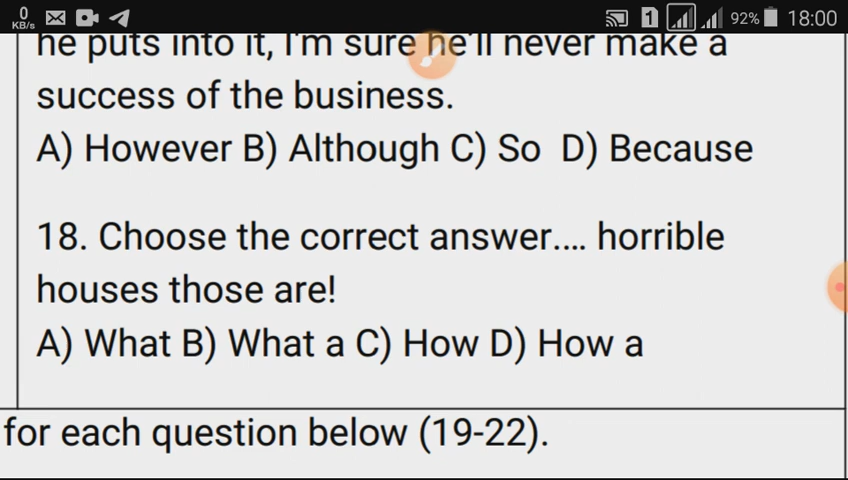 0
KB/s
1
92%
18:00
he puts into it, I'm sure he'll never make a
success of the business.
A) However B) Although C) So D) Because
18. Choose the correct answer.... horrible
houses those are!
A) What B) What a C) How D) How a
for each question below (19-22).